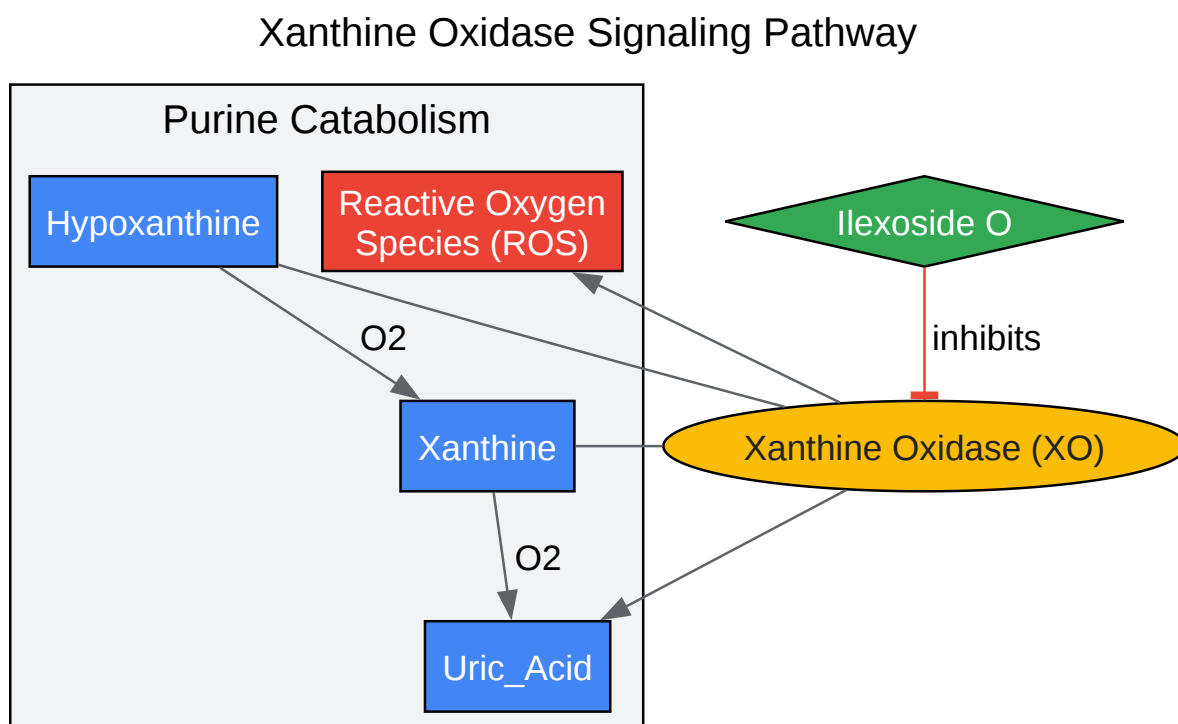 Xanthine Oxidase Signaling Pathway
Purine Catabolism
Hypoxanthine
Reactive Oxygen
Species (ROS)
Ilexoside O
O2
inhibits
Xanthine
Xanthine Oxidase (XO)
O2
Uric_Acid